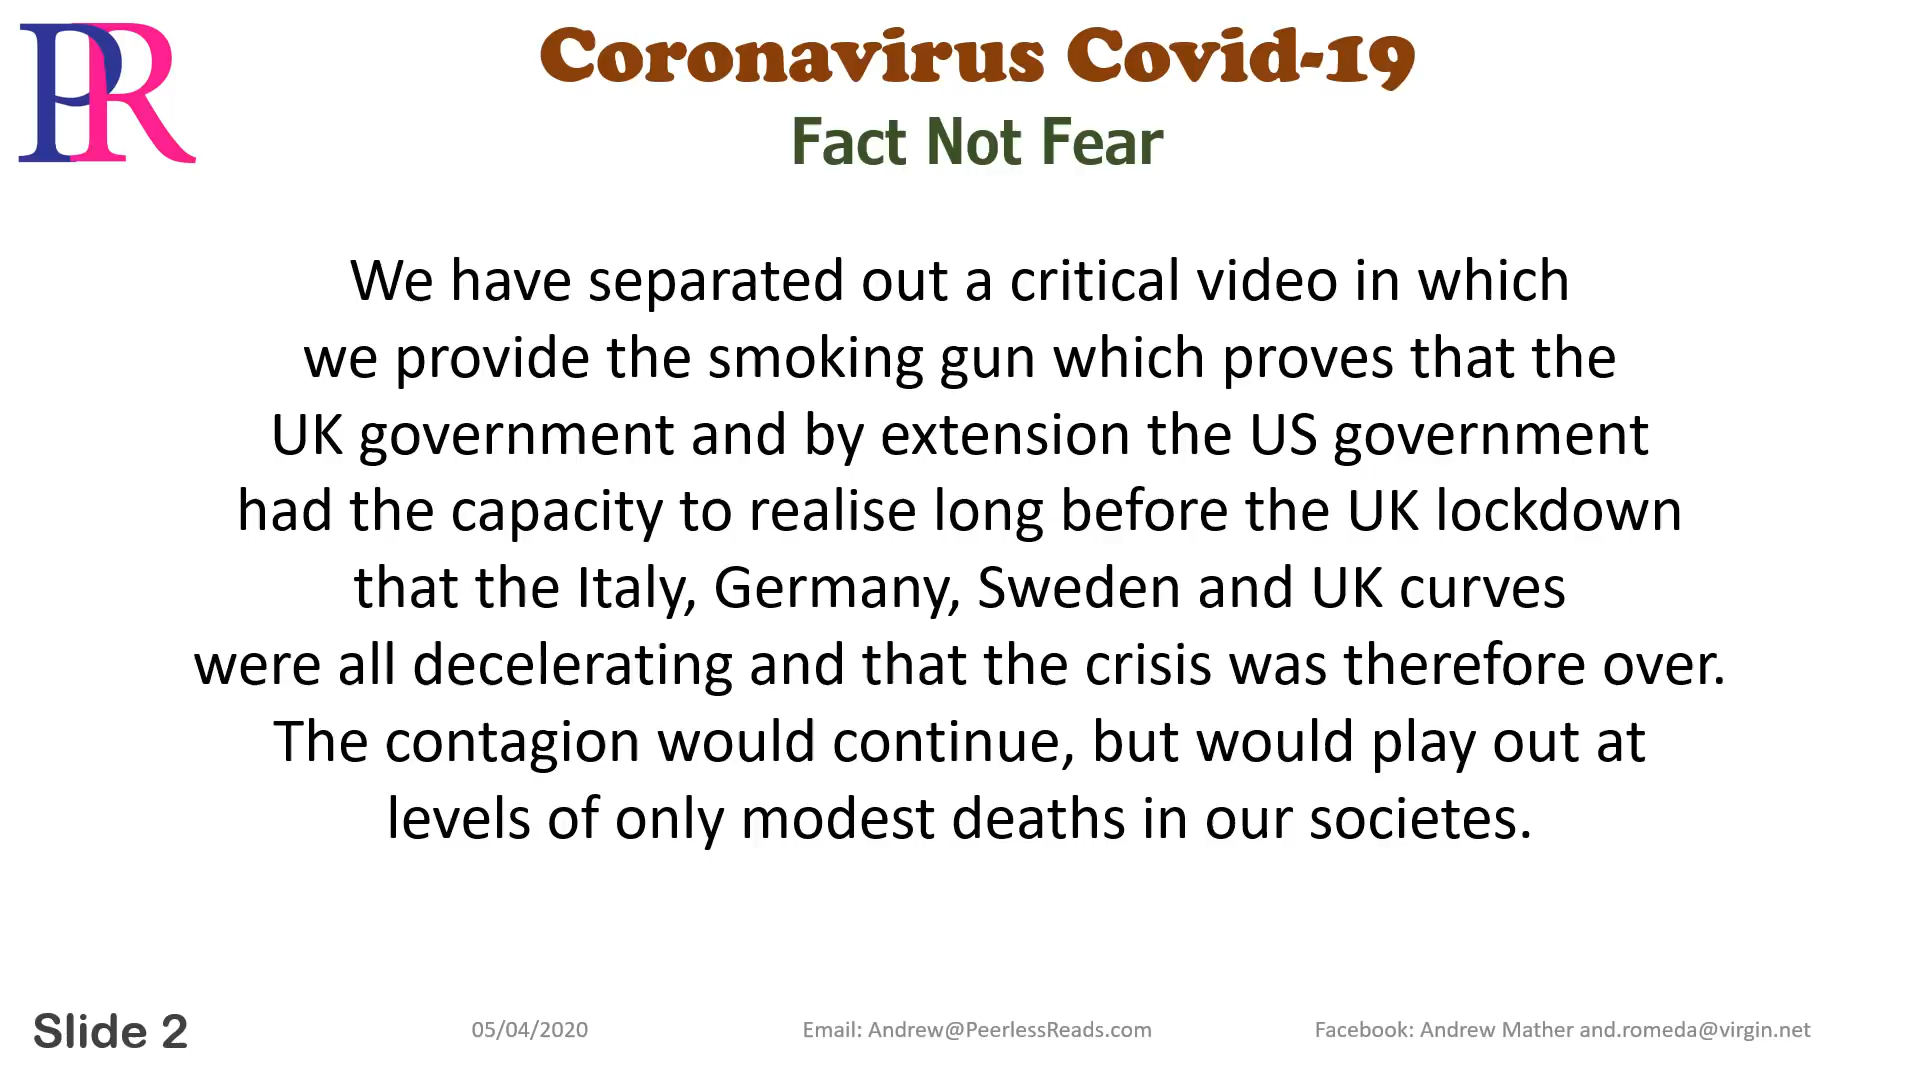 PR
Coronavirus Covid-19
Fact Not Fear
We have separated out a critical video in which
we provide the smoking gun which proves that the
UK government and by extension the US government
had the capacity to realise long before the UK lockdown
that the Italy, Germany, Sweden and UK curves
were all decelerating and that the crisis was therefore over.
The contagion would continue, but would play out at
levels of only modest deaths in our societes.
Slide 2
05/04/2020
Email: Andrew@PeerlessReads.com
Facebook: Andrew Mather and.romeda@virgin.net